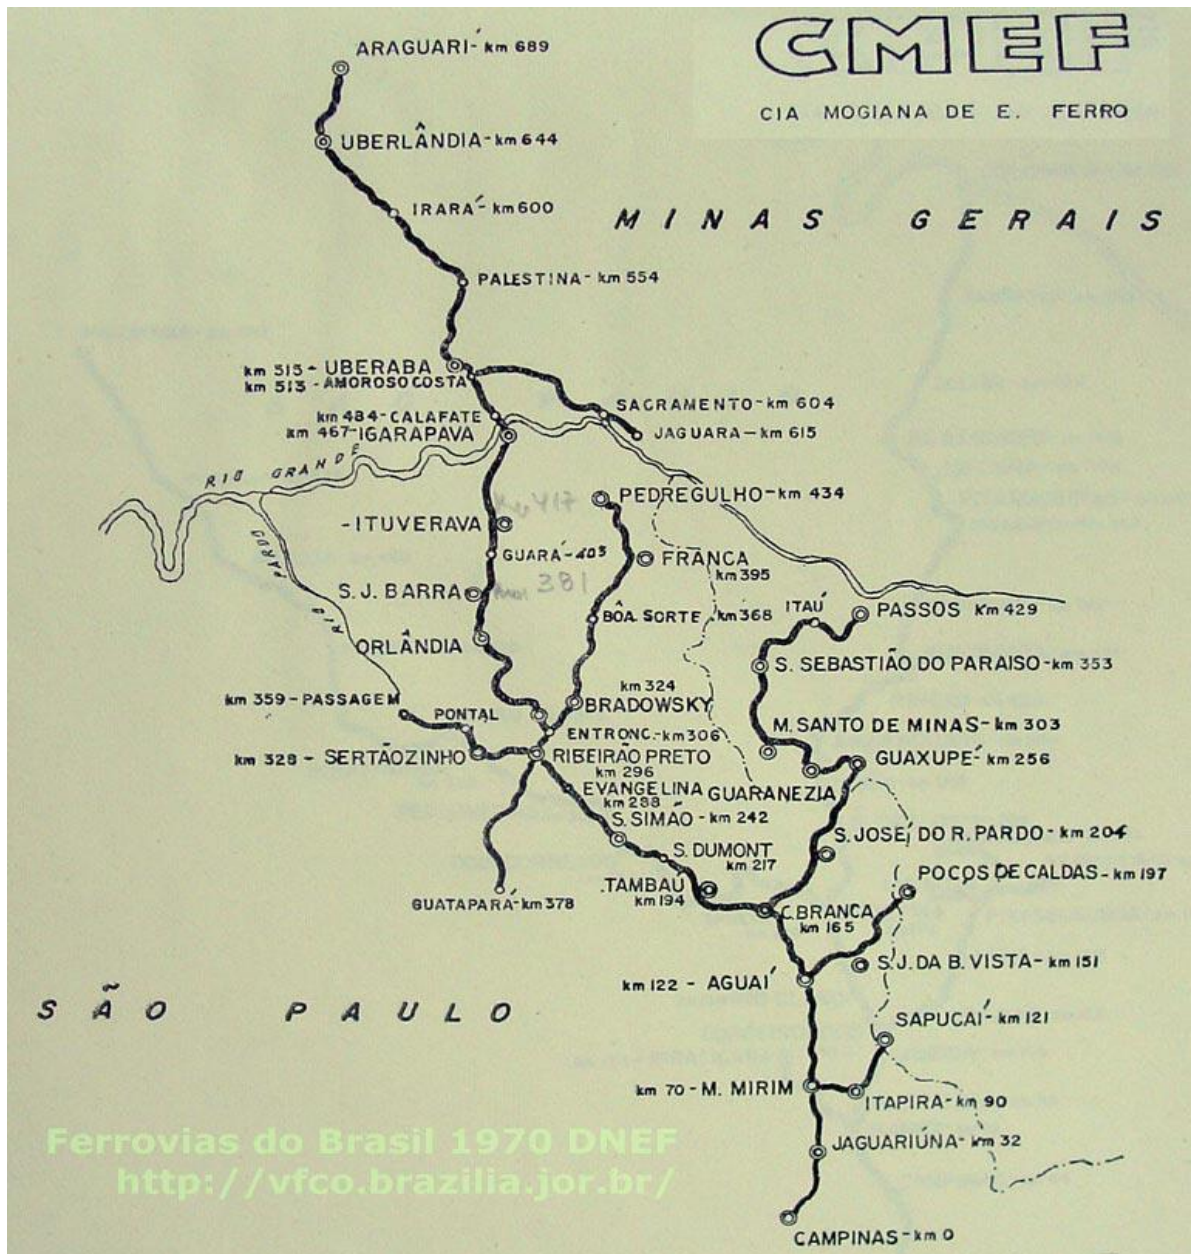 CMEF
CIA MOGIANA DE E. FERRO
ARAGUARI - km 689
UBERLÂNDIA - km 644
IRARÁ - km 600
MINAS GERAIS
PALESTINA - km 554
km 515 - UBERABA
km 513 - AMOROSO COSTA
km 484 - CALAFATE
SACRAMENTO - km 604
km 467 - IGARAPAVA
JAGUARA - km 615
RIO GRANDE
PEDREGULHO - km 434
- ITUVERAVA
GUARÁ - 403
FRANCA
km 395
RIO PARDO
S. J. BARRA
381
BÔA SORTE km 368
ITAÚ
PASSOS km 429
ORLÂNDIA
S. SEBASTIÃO DO PARAISO - km 353
km 324
BRADOWSKY
km 359 - PASSAGEM
PONTAL
M. SANTO DE MINAS - km 303
ENTRONC. - km 306
km 328 - SERTÃOZINHO
RIBEIRÃO PRETO
km 296
GUAXUPÉ - km 256
EVANGELINA
km 288
GUARANEZIA
S. SIMÃO - km 242
S. JOSÉ DO R. PARDO - km 204
S. DUMONT
km 217
POÇOS DE CALDAS - km 197
TAMBAÚ
km 194
GUATAPARÁ - km 378
C. BRANCA
km 165
S. J. DA B. VISTA - km 151
km 122 - AGUAÍ
SÃO PAULO
SAPUCAÍ - km 121
km 70 - M. MIRIM
ITAPIRA - km 90
JAGUARIÚNA - km 32
Ferrovias do Brasil 1970 DNEF
http://vfco.brazilia.jor.br/
CAMPINAS - km 0